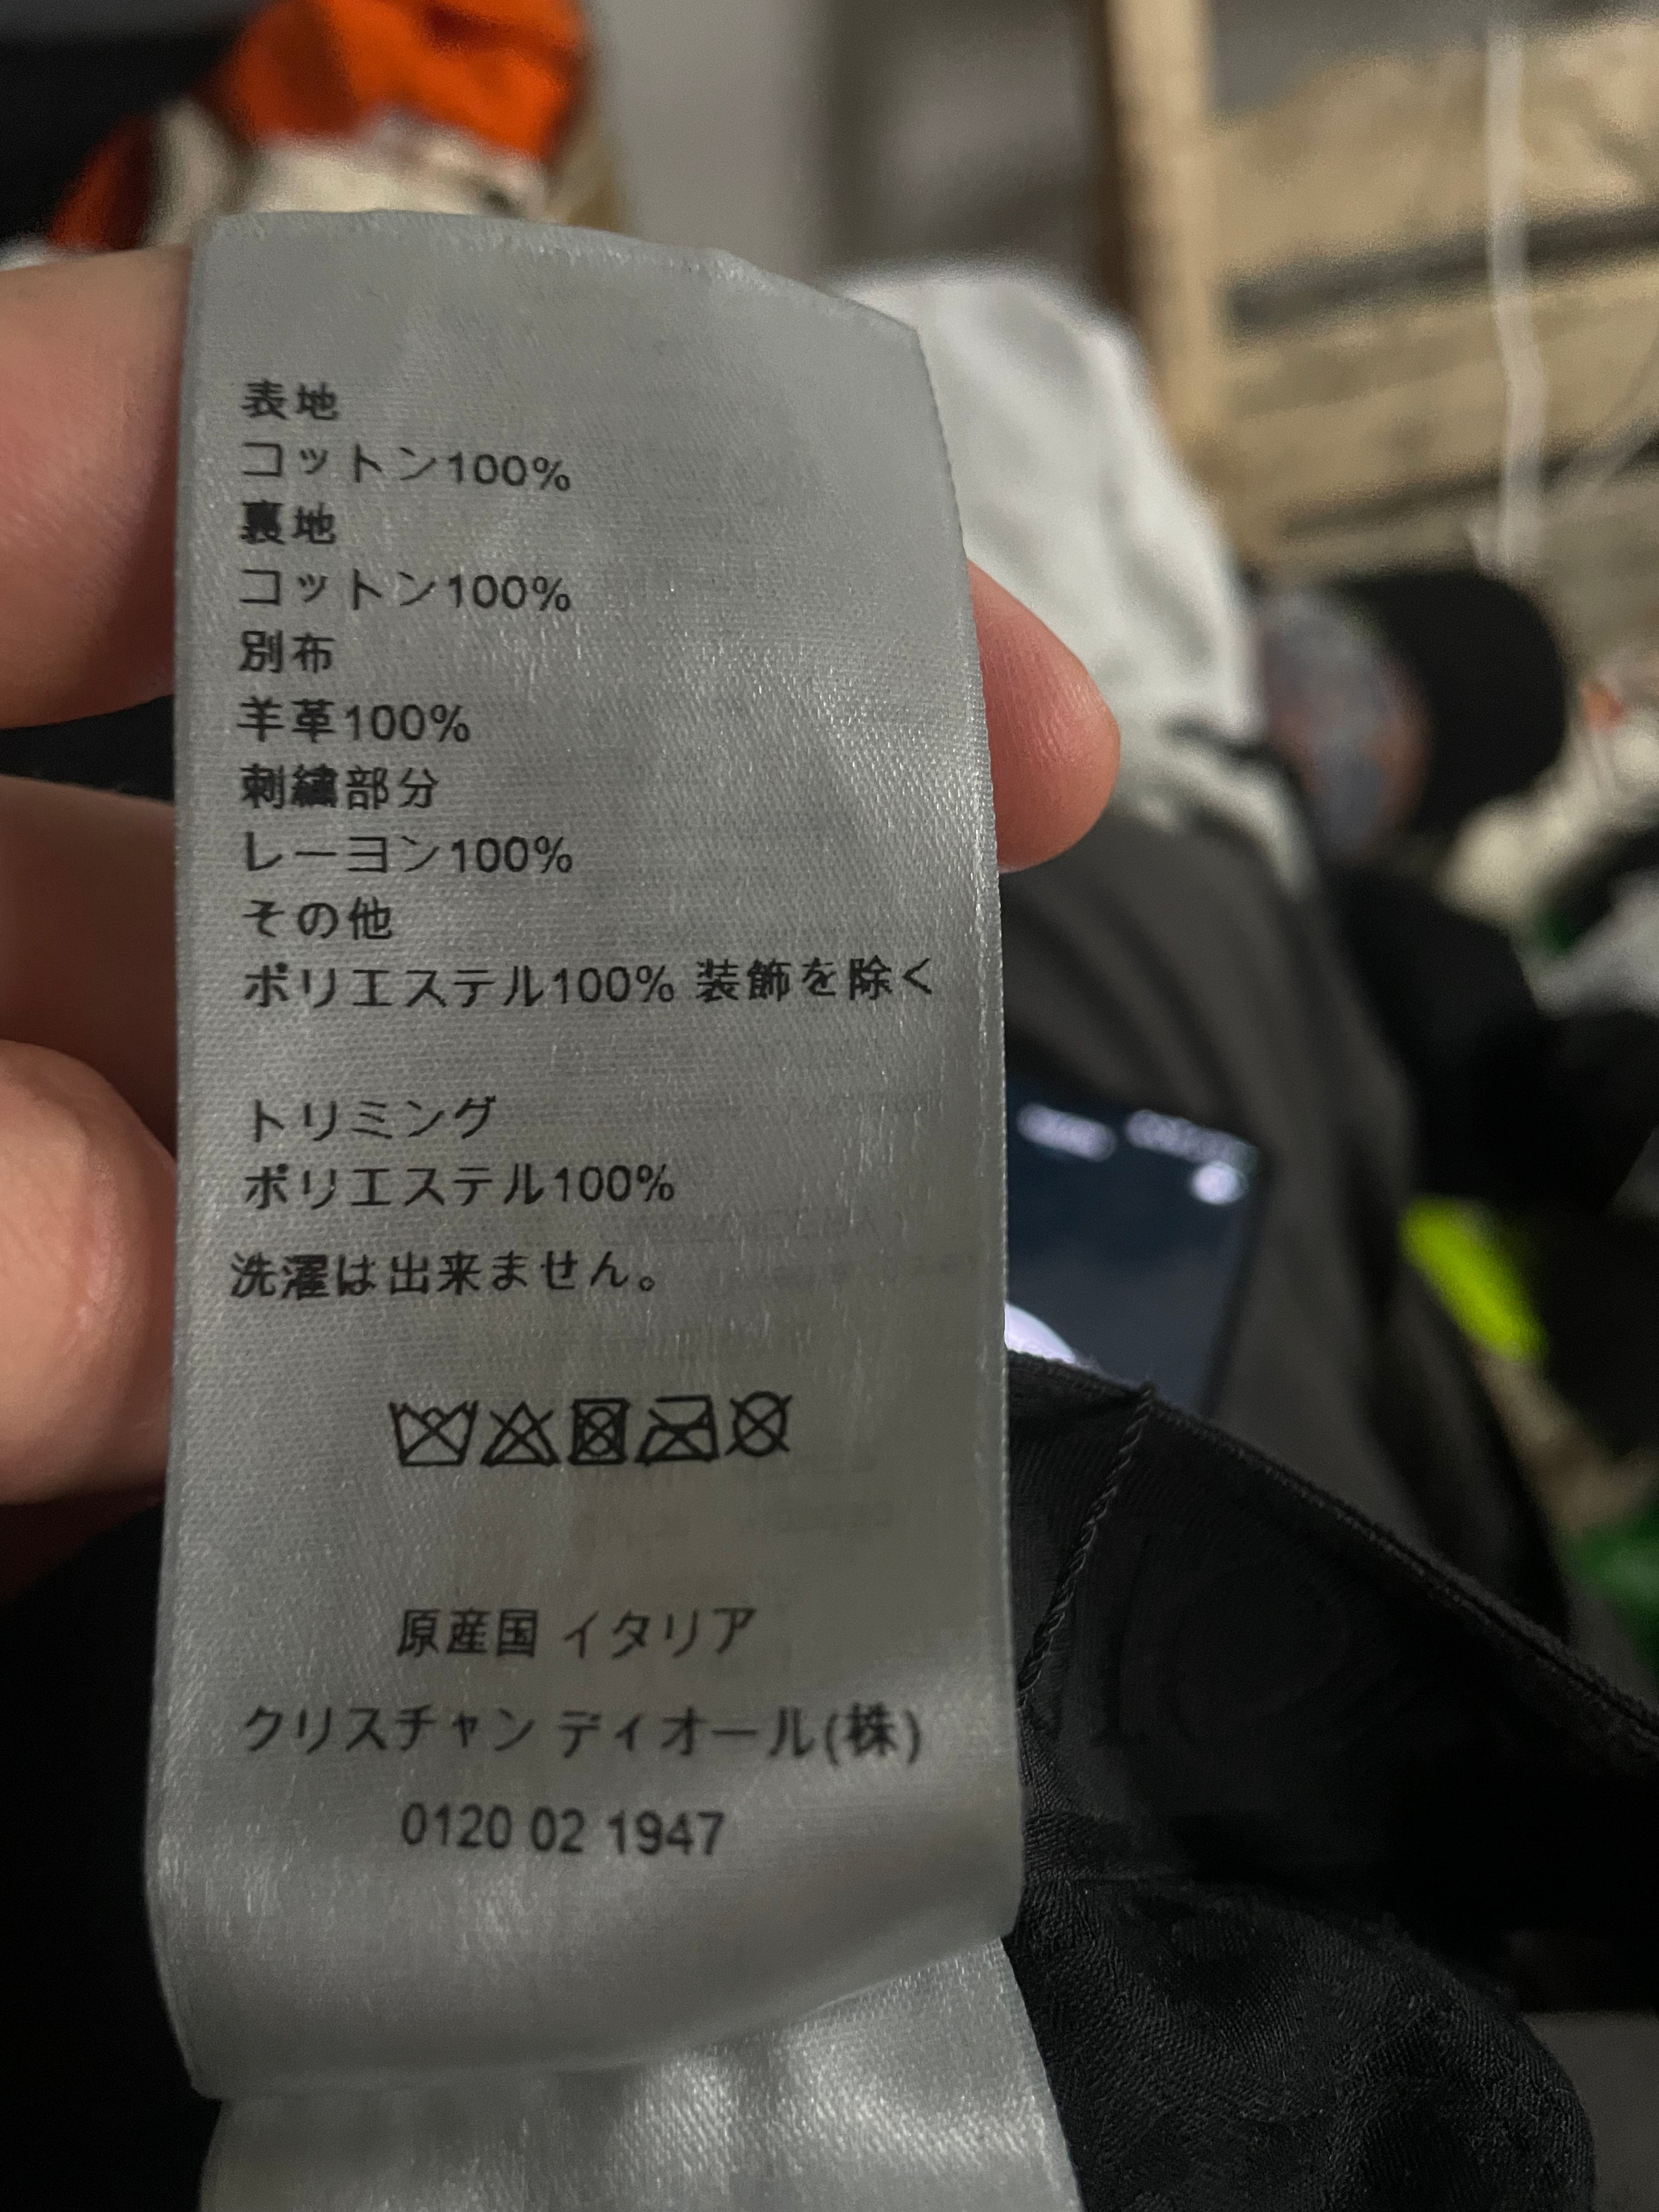 表地
コットン100%
裏地
コットン100%
別布
羊革100%
刺繍部分
レーヨン100%
その他
ポリエステル100% 装飾を除く
トリミング
ポリエステル100%
洗濯は出来ません。
原産国 イタリア
クリスチャン ディオール(株)
0120 02 1947